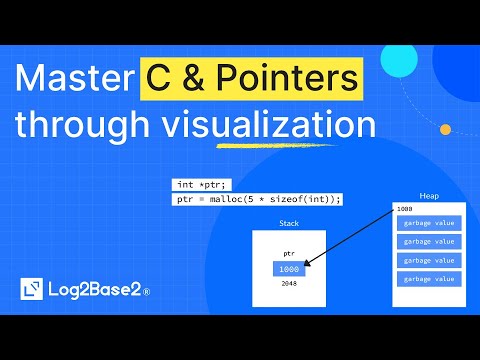 Master C & Pointers
through visualization
int *ptr;
ptr = malloc(5 * sizeof(int));
Stack
ptr
1000
2048
Heap
1000
garbage value
garbage value
garbage value
garbage value
Log2Base2®